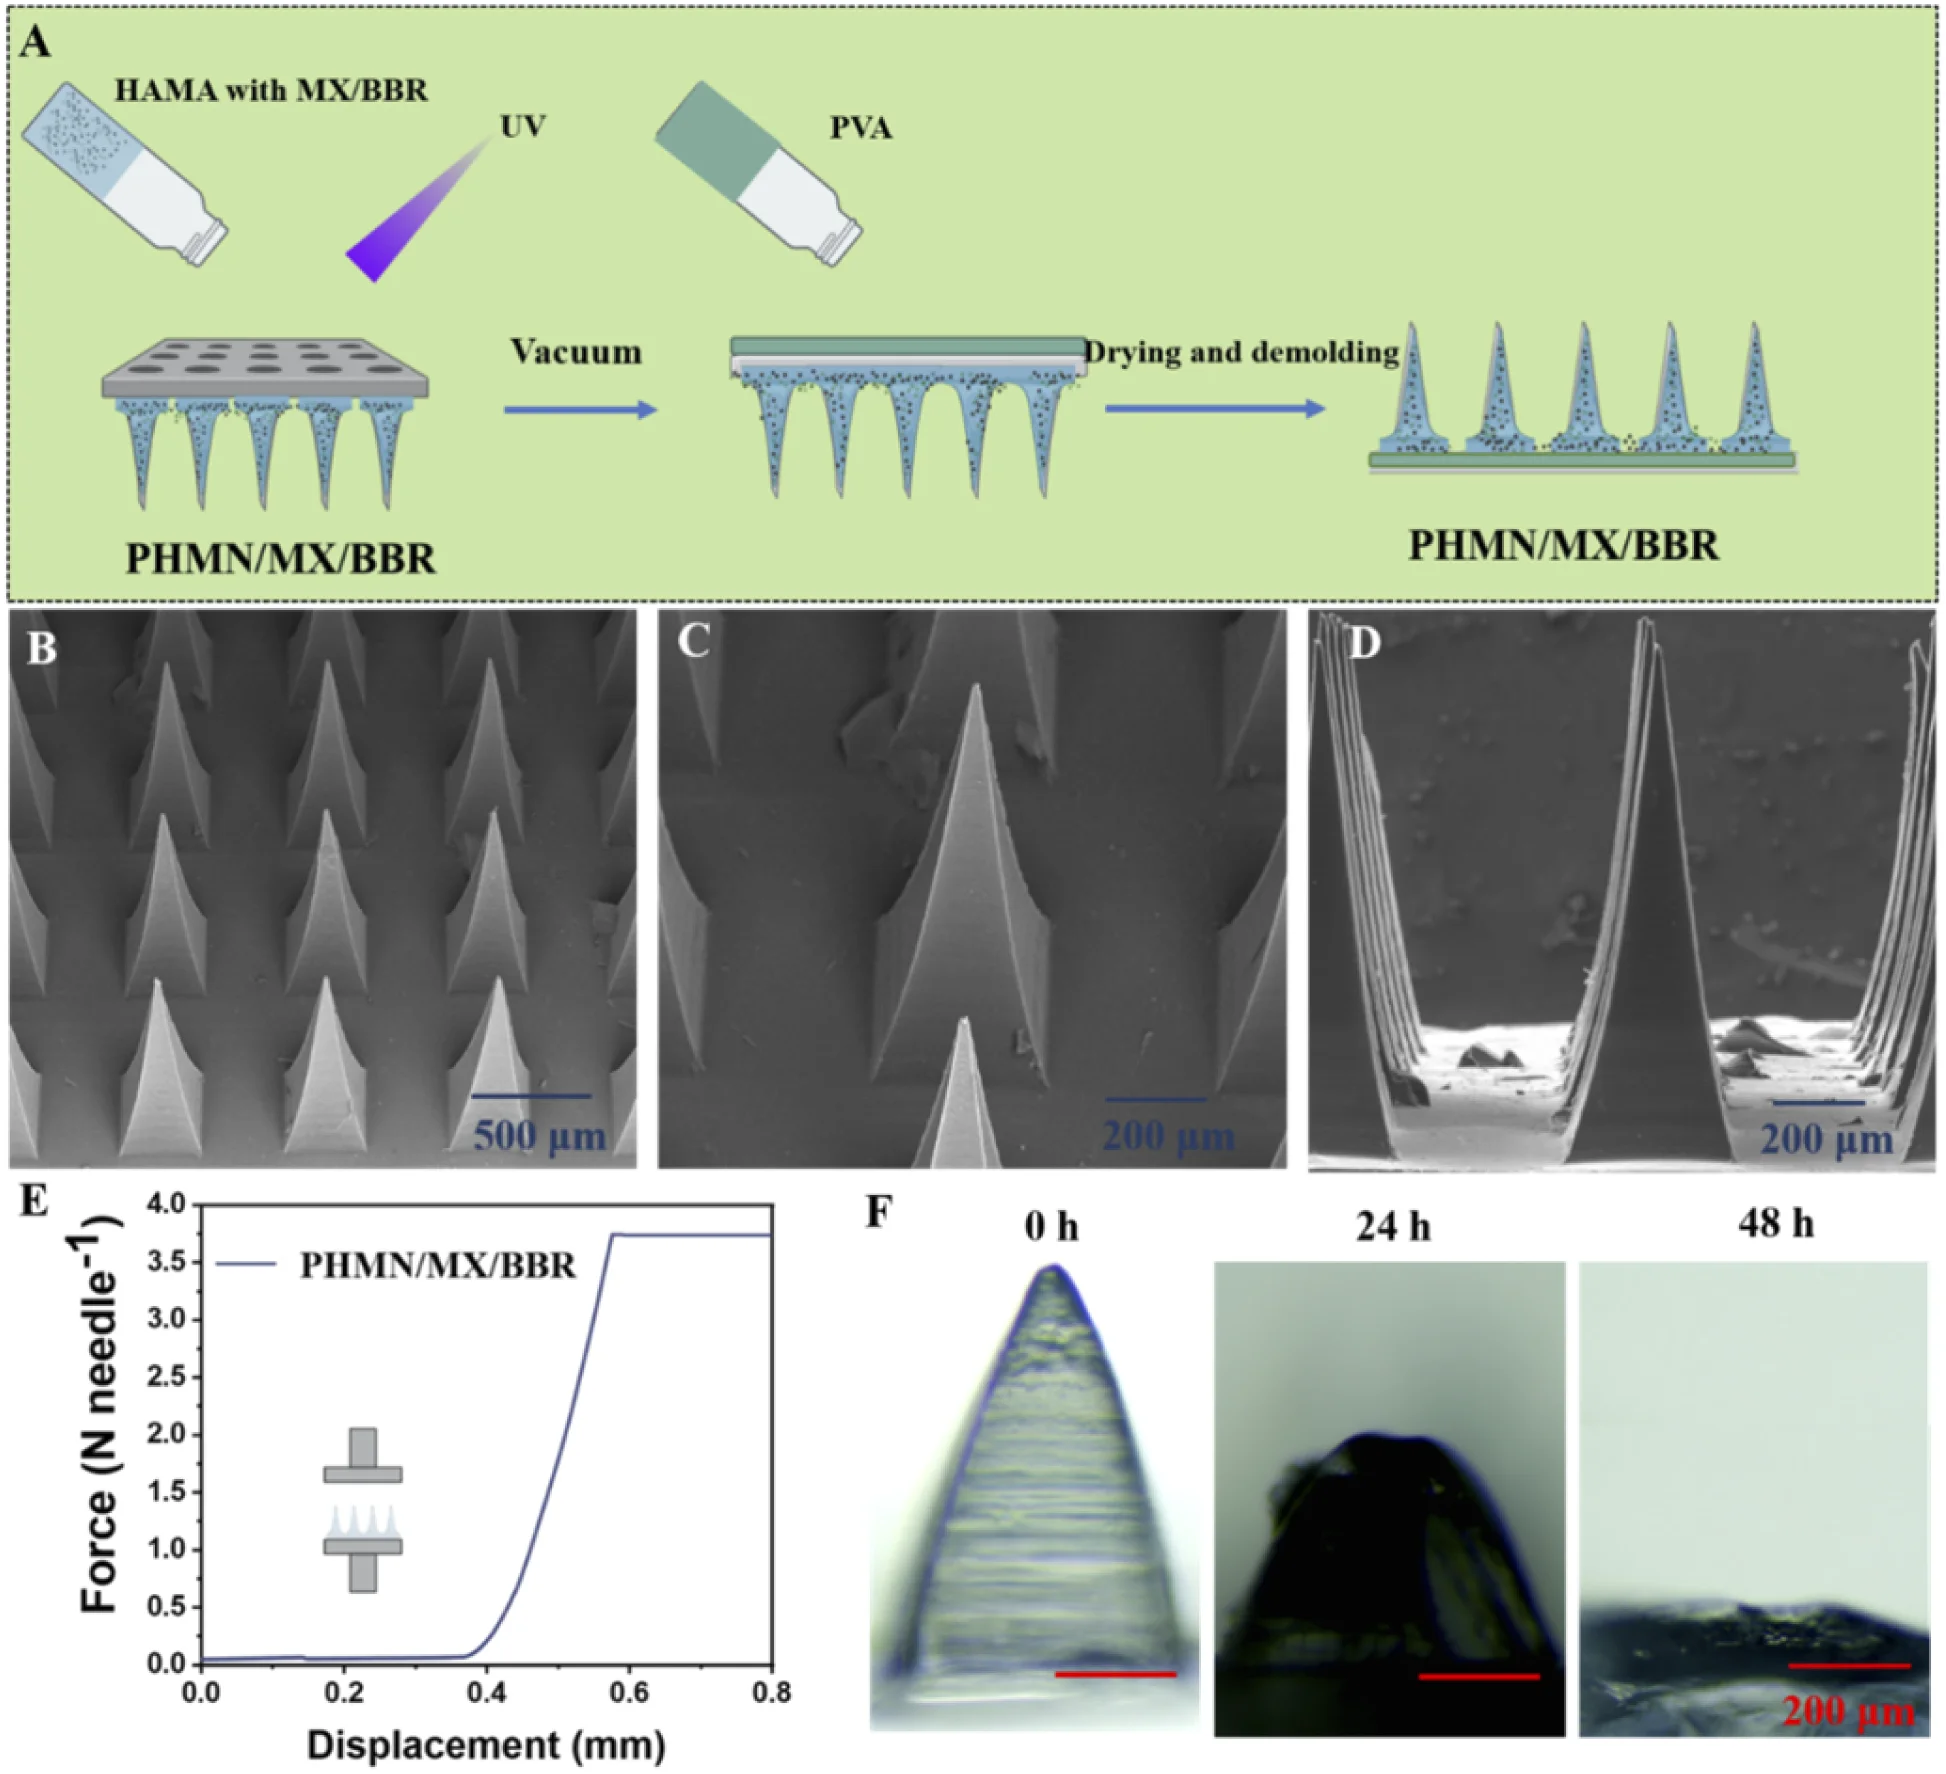 A
HAMA with MX/BBR
UV
PVA
Vacuum
Drying and demolding
PHMN/MX/BBR
PHMN/MX/BBR
B
500 μm
C
200 μm
D
200 μm
E
4.0
3.5
3.0
2.5
2.0
1.5
1.0
0.5
0.0
Force (N needle⁻¹)
PHMN/MX/BBR
0.0 0.2 0.4 0.6 0.8
Displacement (mm)
F
0 h
24 h
48 h
200 μm